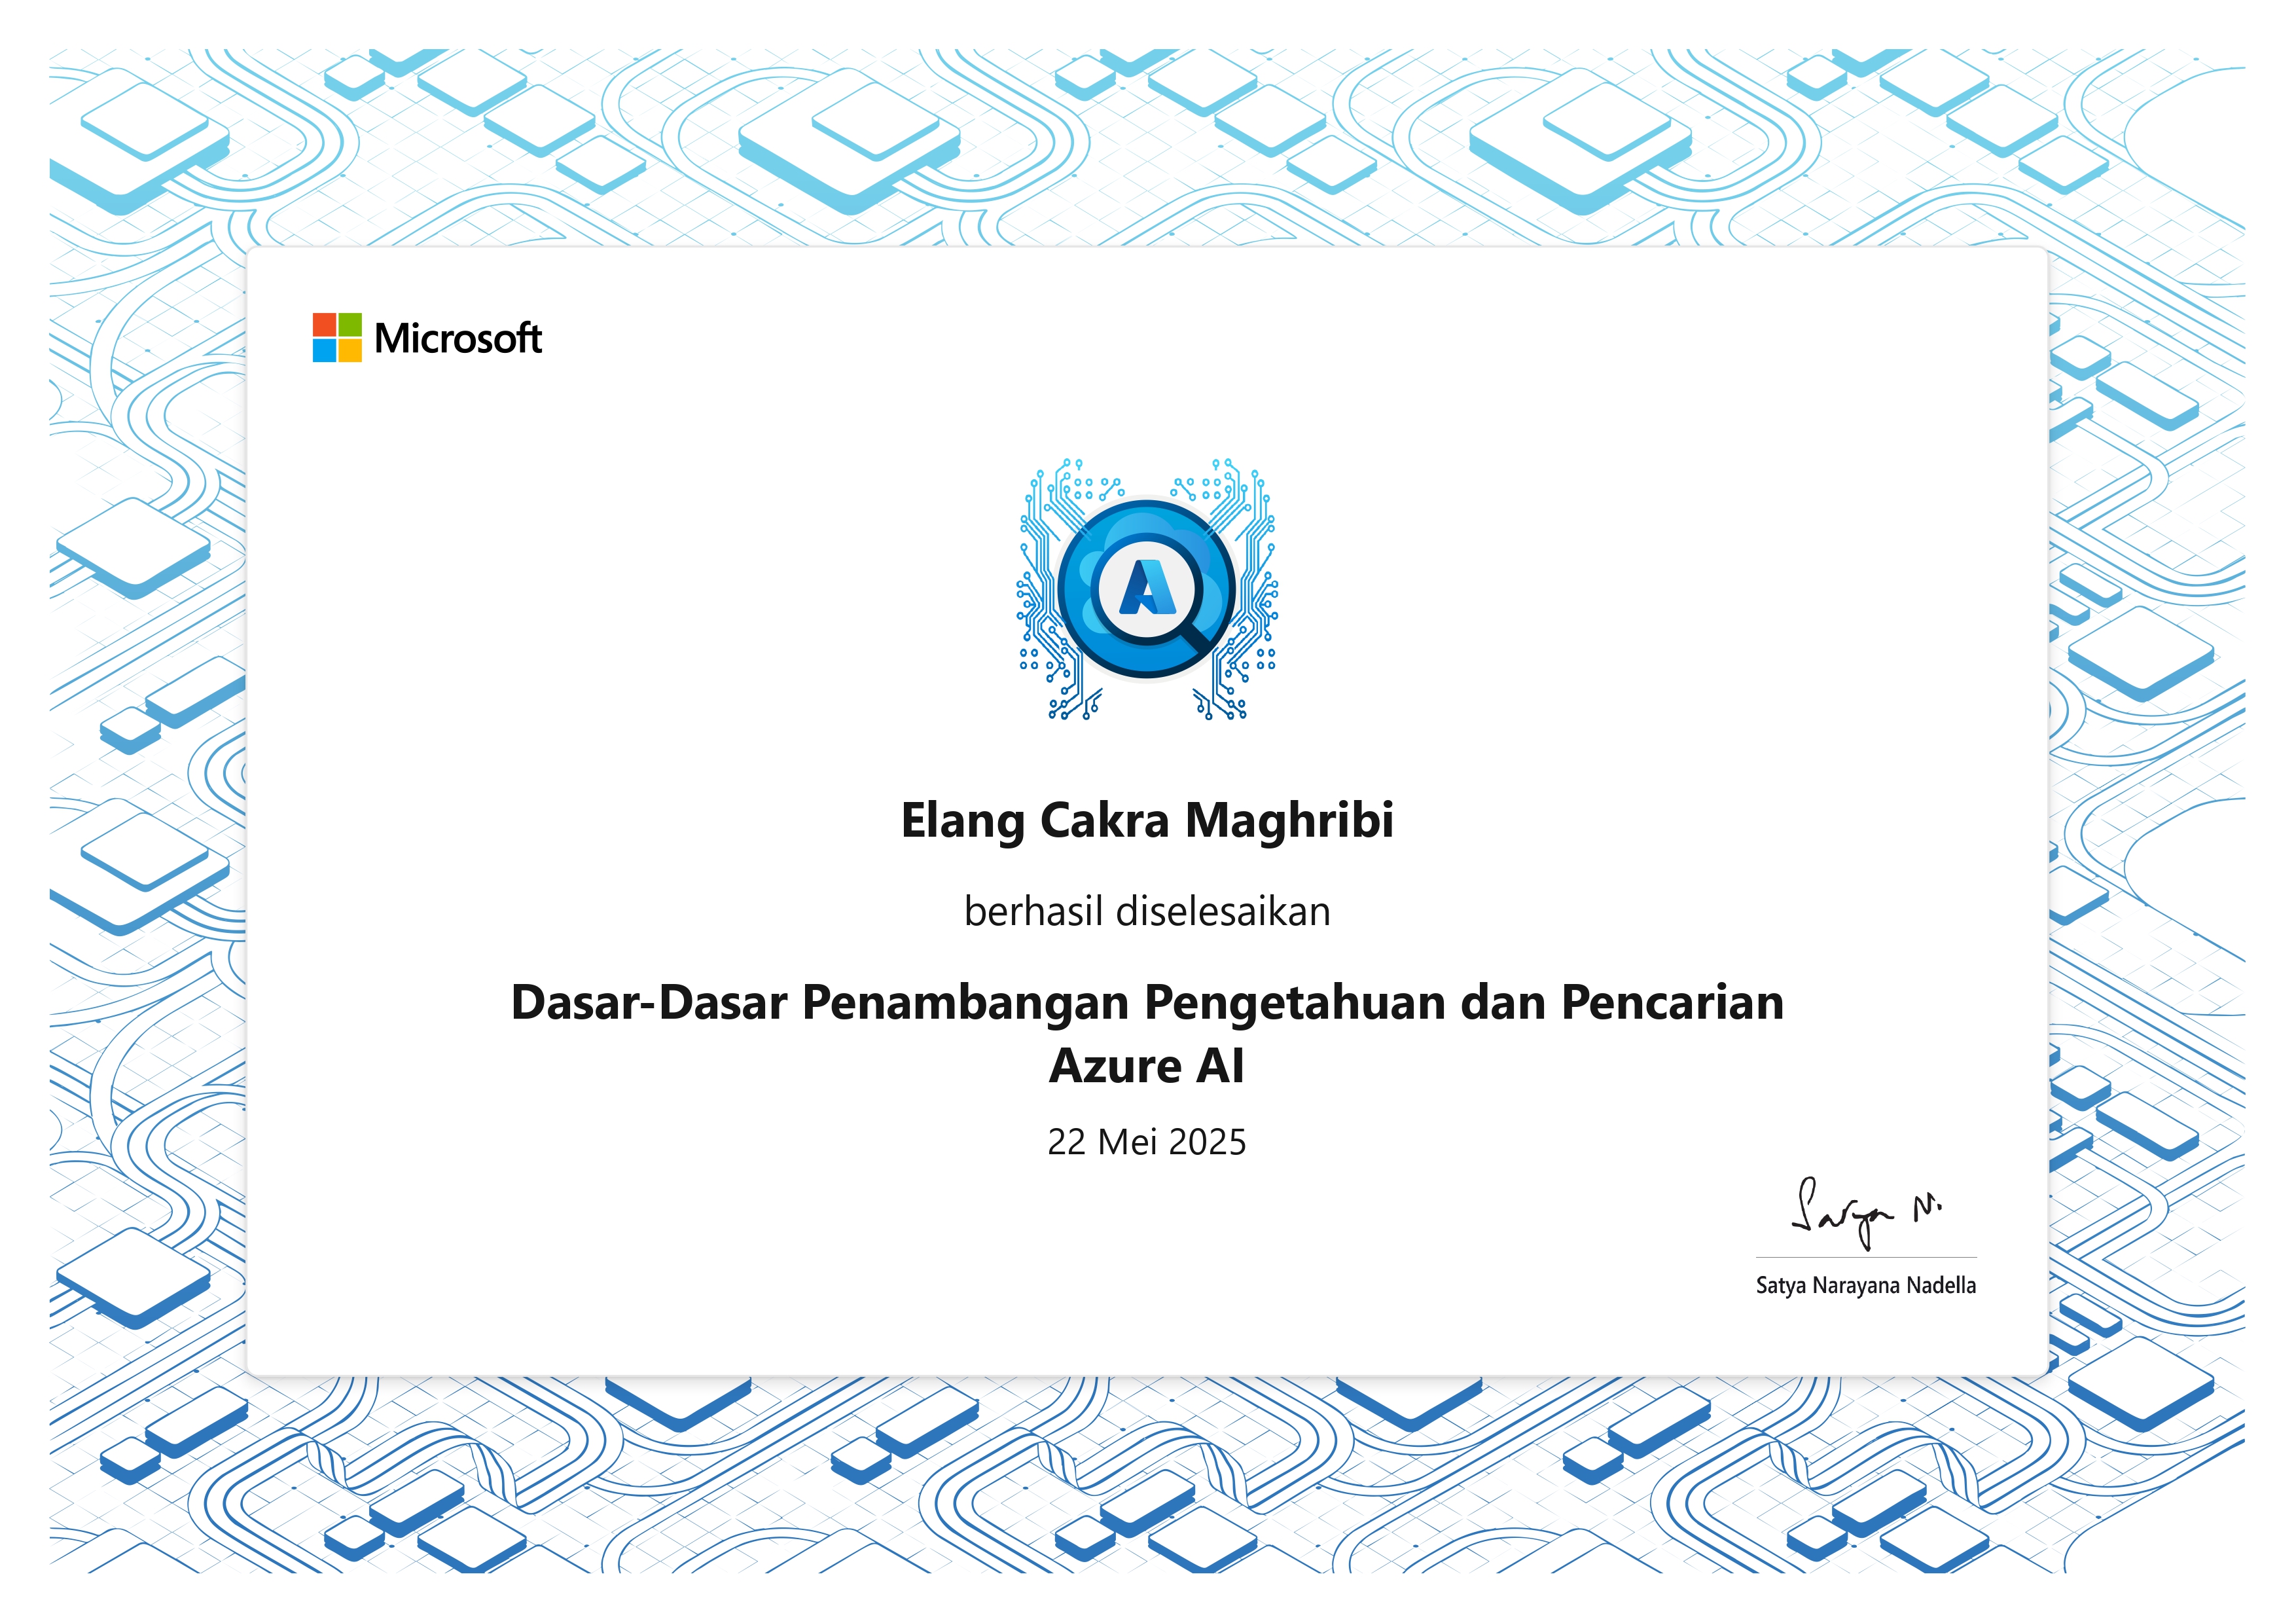 Microsoft
Elang Cakra Maghribi
berhasil diselesaikan
Dasar-Dasar Penambangan Pengetahuan dan Pencarian
Azure AI
22 Mei 2025
Satya N.
Satya Narayana Nadella